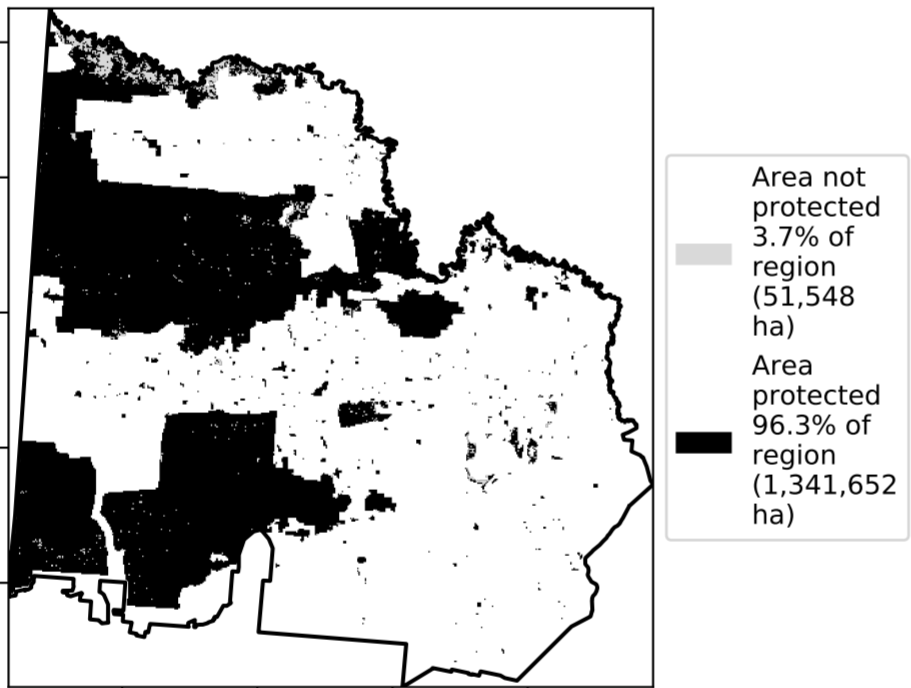 Area not
protected
3.7% of
region
(51,548
ha)
Area
protected
96.3% of
region
(1,341,652
ha)